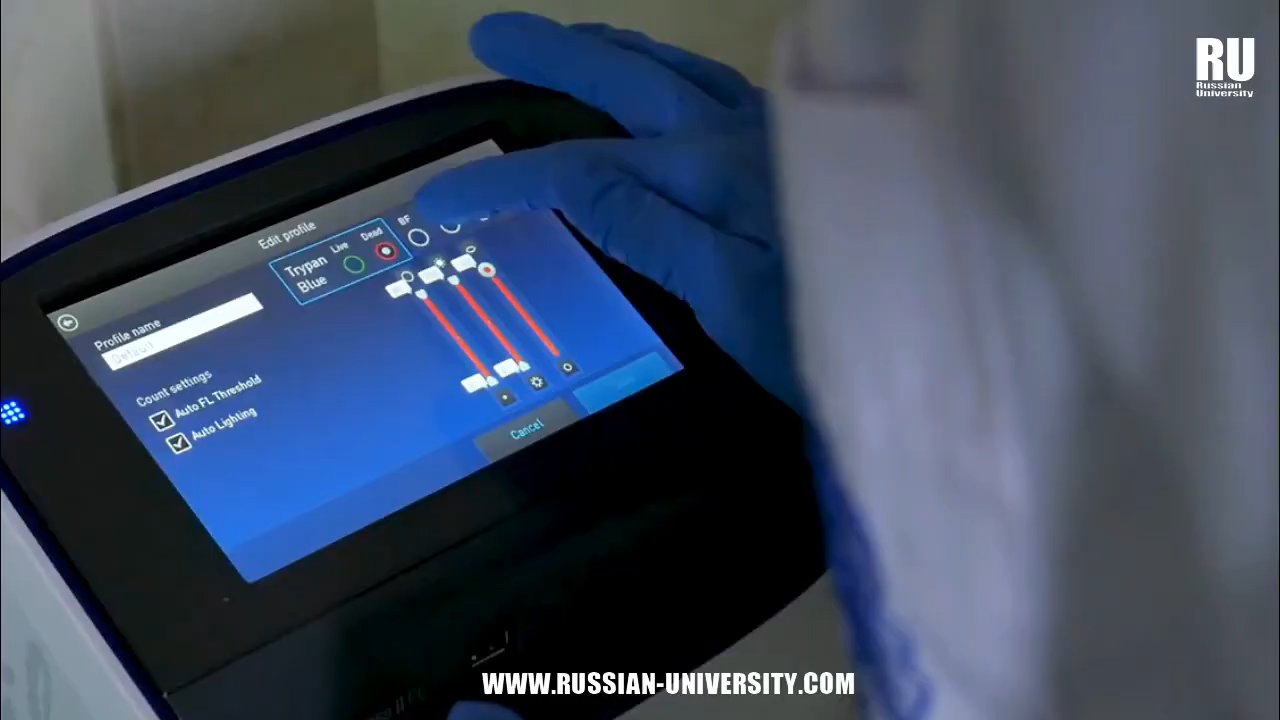 RU
Russian
University
Edit profile
Trypan
Blue
Live
Dead
BF
Profile name
Default
Count settings
Auto FL Threshold
Auto Lighting
Cancel
WWW.RUSSIAN-UNIVERSITY.COM